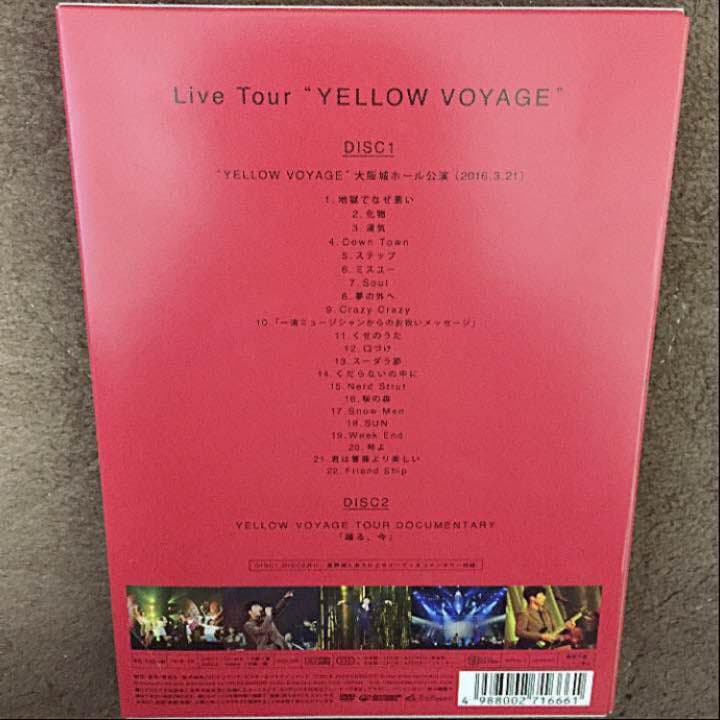 Live Tour "YELLOW VOYAGE"
DISC1
"YELLOW VOYAGE" 大阪城ホール公演 (2016.3.21)
1. 地獄でなぜ悪い
2. 化物
3. 運気
4. Down Town
5. ステップ
6. ミスユー
7. Soul
8. 夢の外へ
9. Crazy Crazy
10.「一流ミュージシャンからのお祝いメッセージ」
11. くせのうた
12. 口づけ
13. スーダラ節
14. くだらないの中に
15. Nerd Strut
16. 桜の森
17. Snow Men
18. SUN
19. Week End
20. 時よ
21. 君は薔薇より美しい
22. Friend Ship
DISC2
YELLOW VOYAGE TOUR DOCUMENTARY
「踊る、今」
4 988002 716661